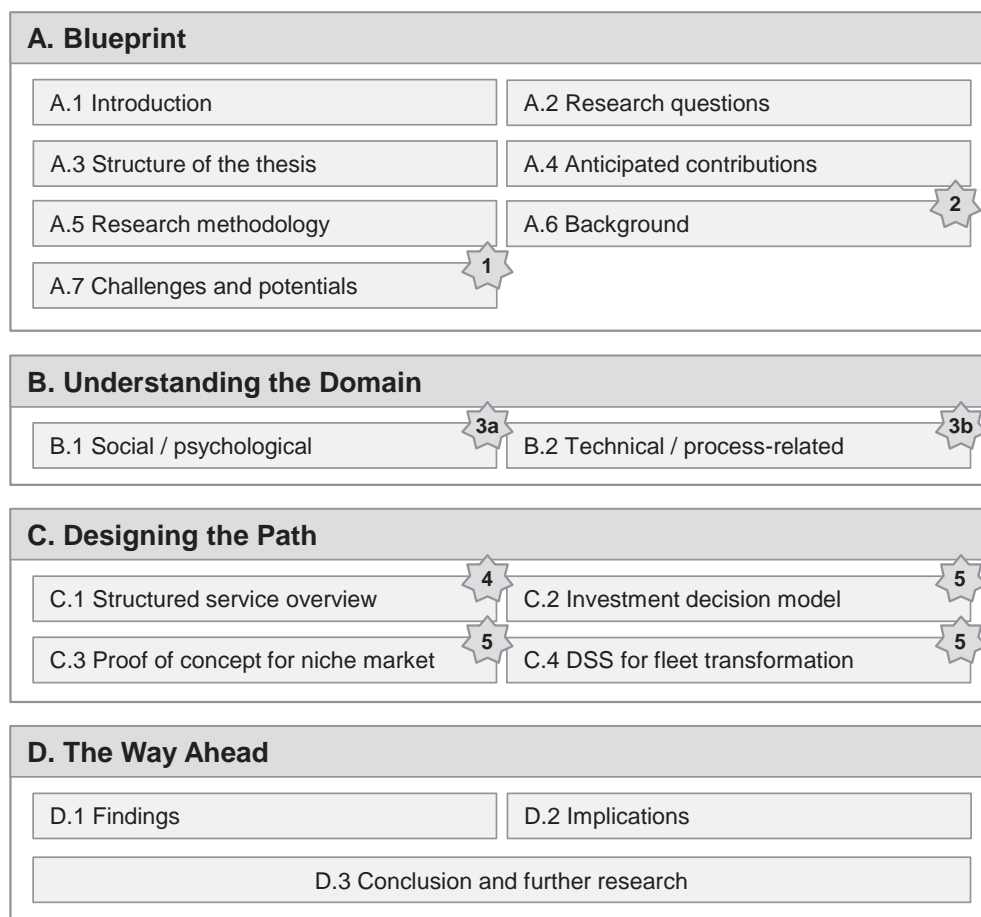 A. Blueprint
A.1 Introduction
A.2 Research questions
A.3 Structure of the thesis
A.4 Anticipated contributions
A.5 Research methodology
A.6 Background
2
A.7 Challenges and potentials
1
B. Understanding the Domain
B.1 Social / psychological
3a
B.2 Technical / process-related
3b
C. Designing the Path
C.1 Structured service overview
4
C.2 Investment decision model
5
C.3 Proof of concept for niche market
5
C.4 DSS for fleet transformation
5
D. The Way Ahead
D.1 Findings
D.2 Implications
D.3 Conclusion and further research